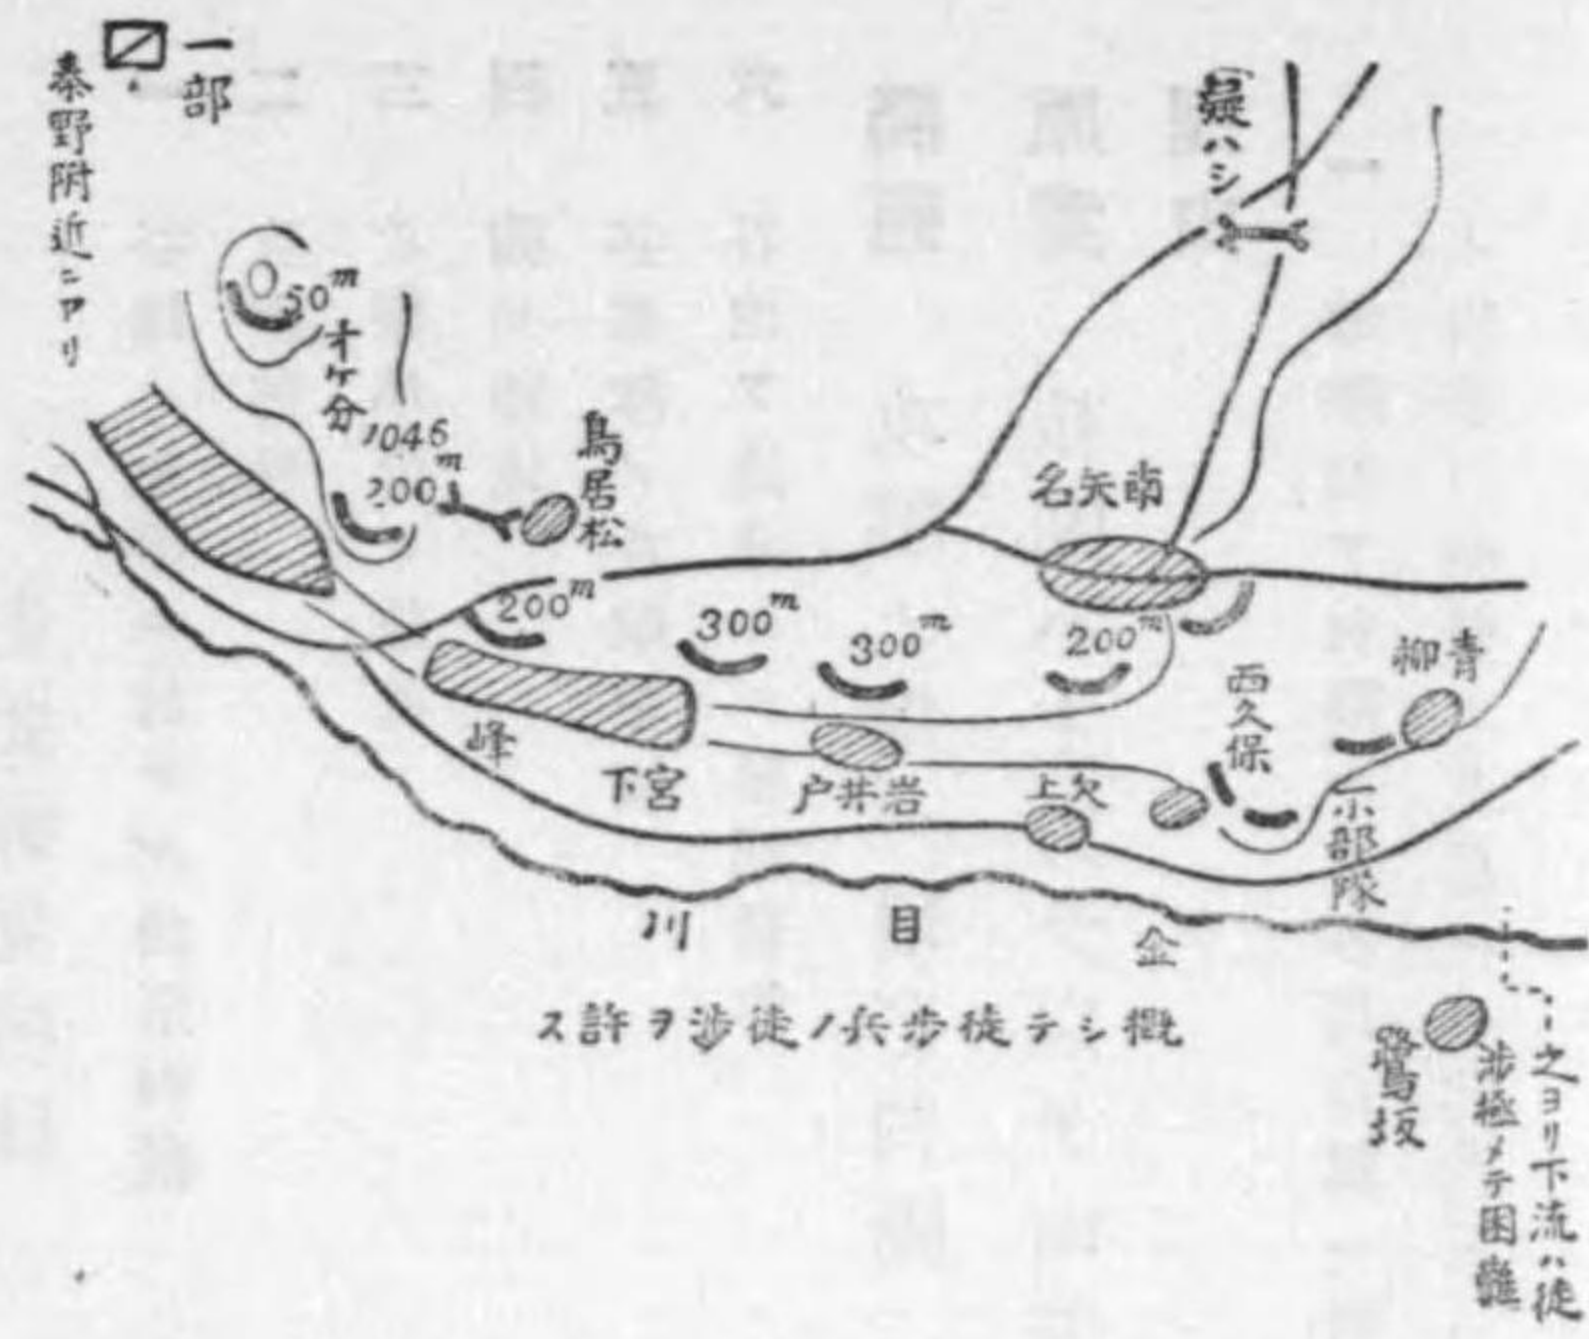 一部
秦野附近ニアリ
疑ハシ
50m
オケ分
1046
200m
鳥居松
南矢名
200m
300m
300m
200m
青柳
西久保
峰
宮下
岩井戸
欠上
一小部隊
金目川
概シテ徒歩兵ノ徒渉ヲ許ス
鷺坂
之ヨリ下流ハ徒
渉極メテ困難